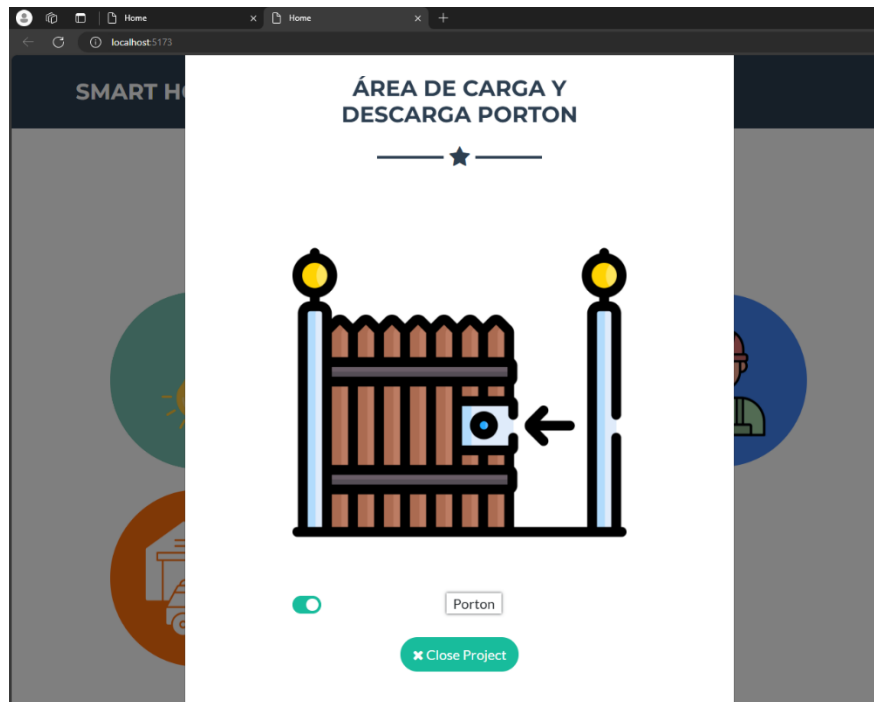 Home
Home
localhost:5173
SMART H
ÁREA DE CARGA Y
DESCARGA PORTON
Porton
Close Project